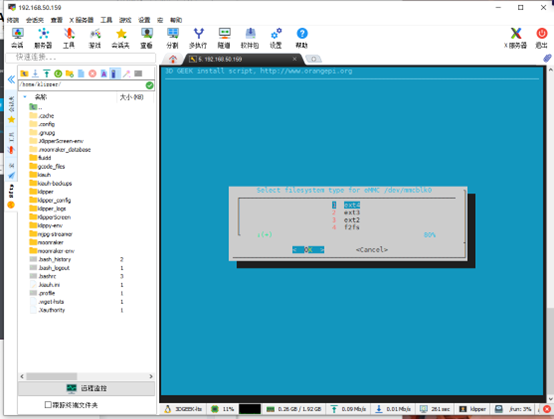 192.168.50.159
终端 会话 查看 X 服务器 工具 游戏 设置 宏 帮助
会话 服务器 工具 游戏 会话夹 查看 分割 多执行 隧道 软件包 设置 帮助 X 服务器 退出
快速连接...
5. 192.168.50.159
/home/klipper/
名称 大小 (KB)
..
.cache
.config
.gnupg
.KlipperScreen-env
.moonraker_database
fluidd
gcode_files
kiauh
kiauh-backups
klipper
klipper_config
klipper_logs
KlipperScreen
klippy-env
mjpg-streamer
moonraker
moonraker-env
.bash_history 2
.bash_logout 1
.bashrc 3
.kiauh.ini 1
.profile 1
.wget-hsts 1
.Xauthority 1
远程监控
跟踪终端文件夹
3D GEEK install script, http://www.orangepi.org
Select filesystem type for eMMC /dev/mmcblk0
1 ext4
2 ext3
3 ext2
4 f2fs
↓(+) 80%
< OK > <Cancel>
3DGEEK4ts 11% 0.26 GB / 1.92 GB 0.09 Mb/s 0.01 Mb/s 261 sec klipper /run: 3%